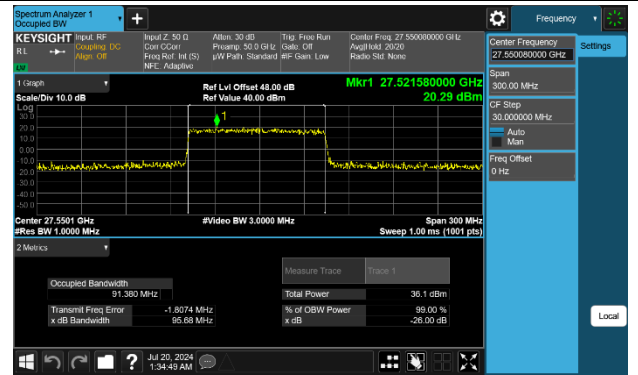 Spectrum Analyzer 1
Occupied BW
Frequency
KEYSIGHT
Input: RF
Input Z: 50 Ω
Atten: 30 dB
Trig: Free Run
Center Freq: 27.550080000 GHz
RL
Coupling: DC
Corr CCorr
Preamp: 50.0 GHz
Gate: Off
Avg|Hold: 20/20
Align: Off
Freq Ref: Int (S)
µW Path: Standard
#IF Gain: Low
Radio Std: None
NFE: Adaptive
LXI
Center Frequency
27.550080000 GHz
Settings
Span
300.00 MHz
CF Step
30.000000 MHz
Auto
Man
Freq Offset
0 Hz
1 Graph
Scale/Div 10.0 dB
Ref Lvl Offset 48.00 dB
Ref Value 40.00 dBm
Mkr1 27.521580000 GHz
20.29 dBm
Log
30.0
20.0
10.0
0.00
-10.0
-20.0
-30.0
-40.0
-50.0
1
Center 27.5501 GHz
#Video BW 3.0000 MHz
Span 300 MHz
#Res BW 1.0000 MHz
Sweep 1.00 ms (1001 pts)
2 Metrics
Measure Trace
Trace 1
Occupied Bandwidth
91.380 MHz
Total Power
36.1 dBm
Transmit Freq Error
-1.8074 MHz
% of OBW Power
99.00 %
x dB Bandwidth
95.68 MHz
x dB
-26.00 dB
Local
?
Jul 20, 2024
1:34:49 AM